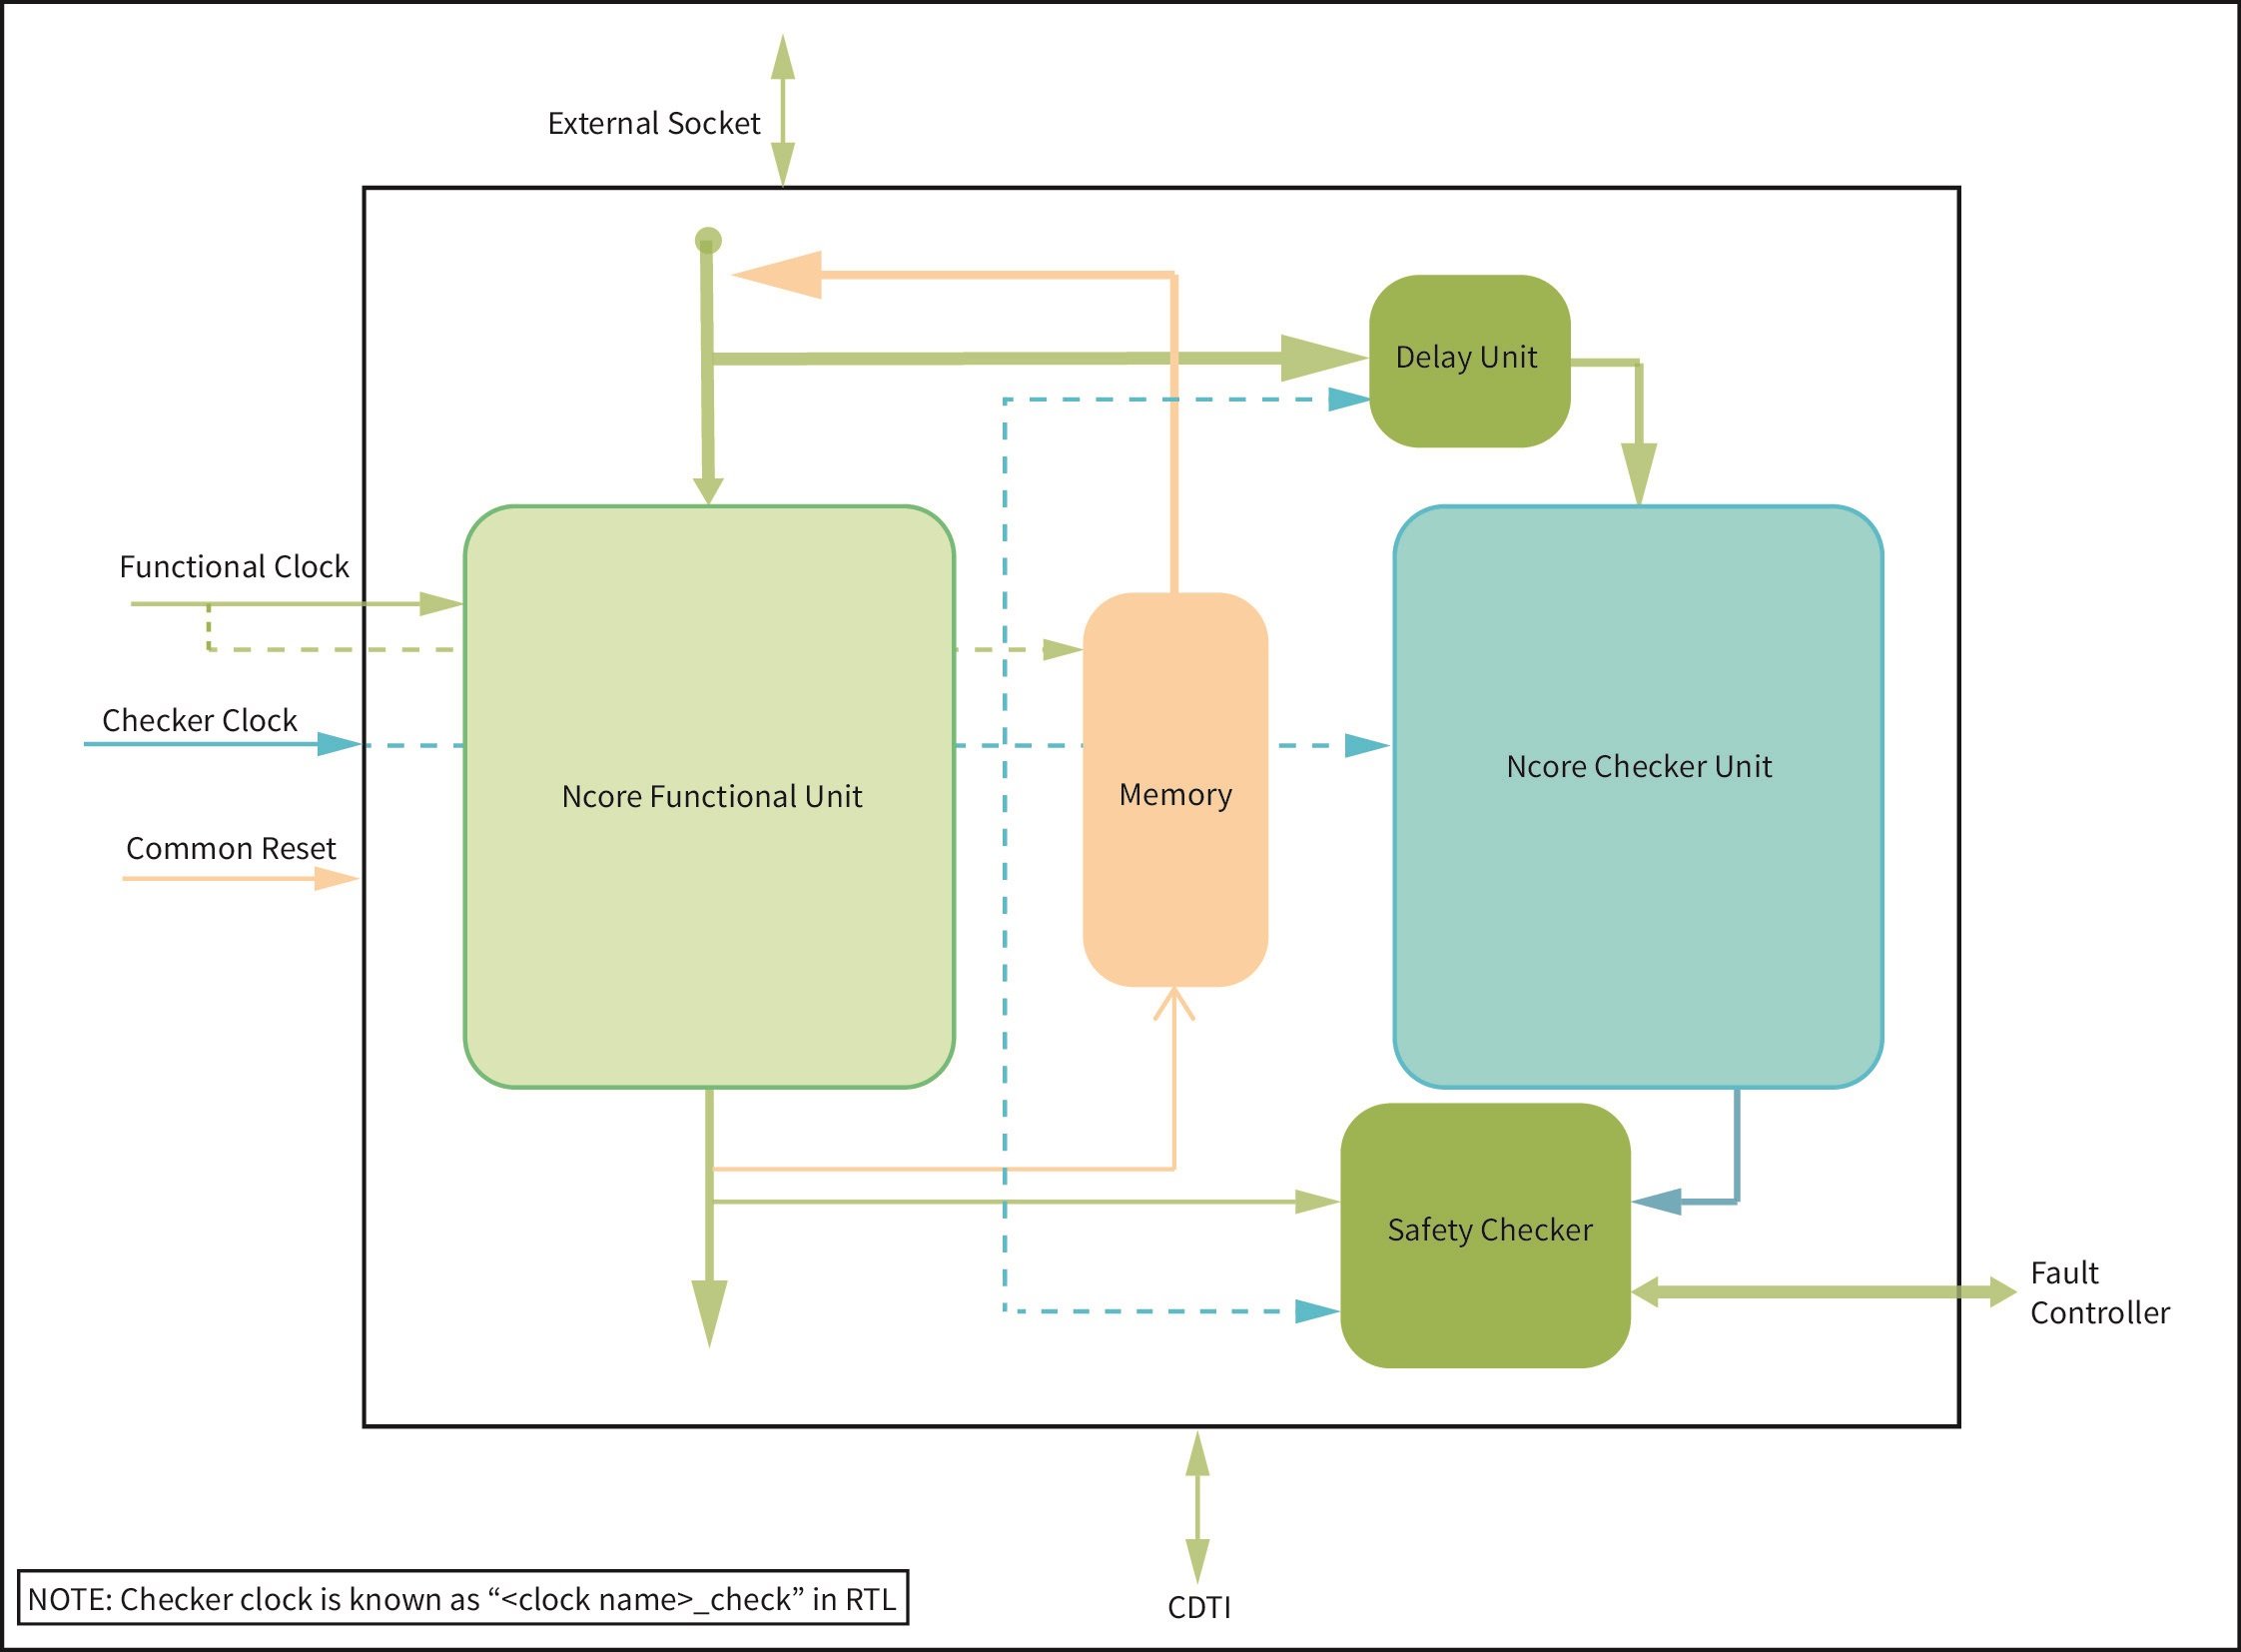 External Socket
Delay Unit
Functional Clock
Checker Clock
Ncore Checker Unit
Ncore Functional Unit
Memory
Common Reset
Safety Checker
Fault
Controller
NOTE: Checker clock is known as “<clock name>_check” in RTL
CDTI